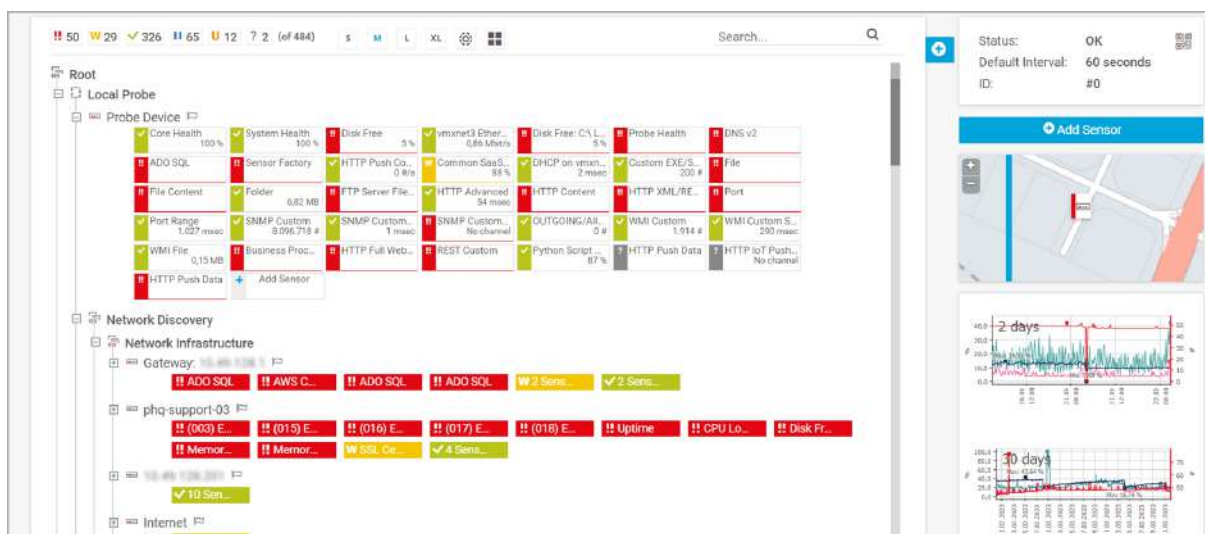 !! 50 W 29 ✓ 326 II 65 U 12 ? 2 (of 484) S M L XL Search...
Root
Local Probe
Probe Device
Core Health System Health Disk Free vmxnet3 Ether... Disk Free: C:\ L... Probe Health DNS v2
100 % 100 % 5 % 0,86 Mbit/s 5 %
ADO SQL Sensor Factory HTTP Push Co... Common SaaS... DHCP on vmxn... Custom EXE/S... File
0 #/s 88 % 2 msec 200 #
File Content Folder FTP Server File... HTTP Advanced HTTP Content HTTP XML/RE... Port
0,82 MB 54 msec
Port Range SNMP Custom SNMP Custom... SNMP Custom... OUTGOING/All... WMI Custom WMI Custom S...
1.027 msec 8.096.718 # 1 msec No channel 0 # 1.914 # 290 msec
WMI File Business Proc... HTTP Full Web... REST Custom Python Script ... HTTP Push Data HTTP IoT Push...
0,15 MB 87 % No channel
HTTP Push Data Add Sensor
Network Discovery
Network Infrastructure
Gateway:
!! ADO SQL !! AWS C... !! ADO SQL !! ADO SQL W 2 Sens... ✓ 2 Sens...
phq-support-03
!! (003) E... !! (015) E... !! (016) E... !! (017) E... !! (018) E... !! Uptime !! CPU Lo... !! Disk Fr...
!! Memor... !! Memor... W SSL Ce... ✓ 4 Sens...
✓ 10 Sen...
Internet
Status: OK
Default Interval: 60 seconds
ID: #0
Add Sensor
2 days
30 days